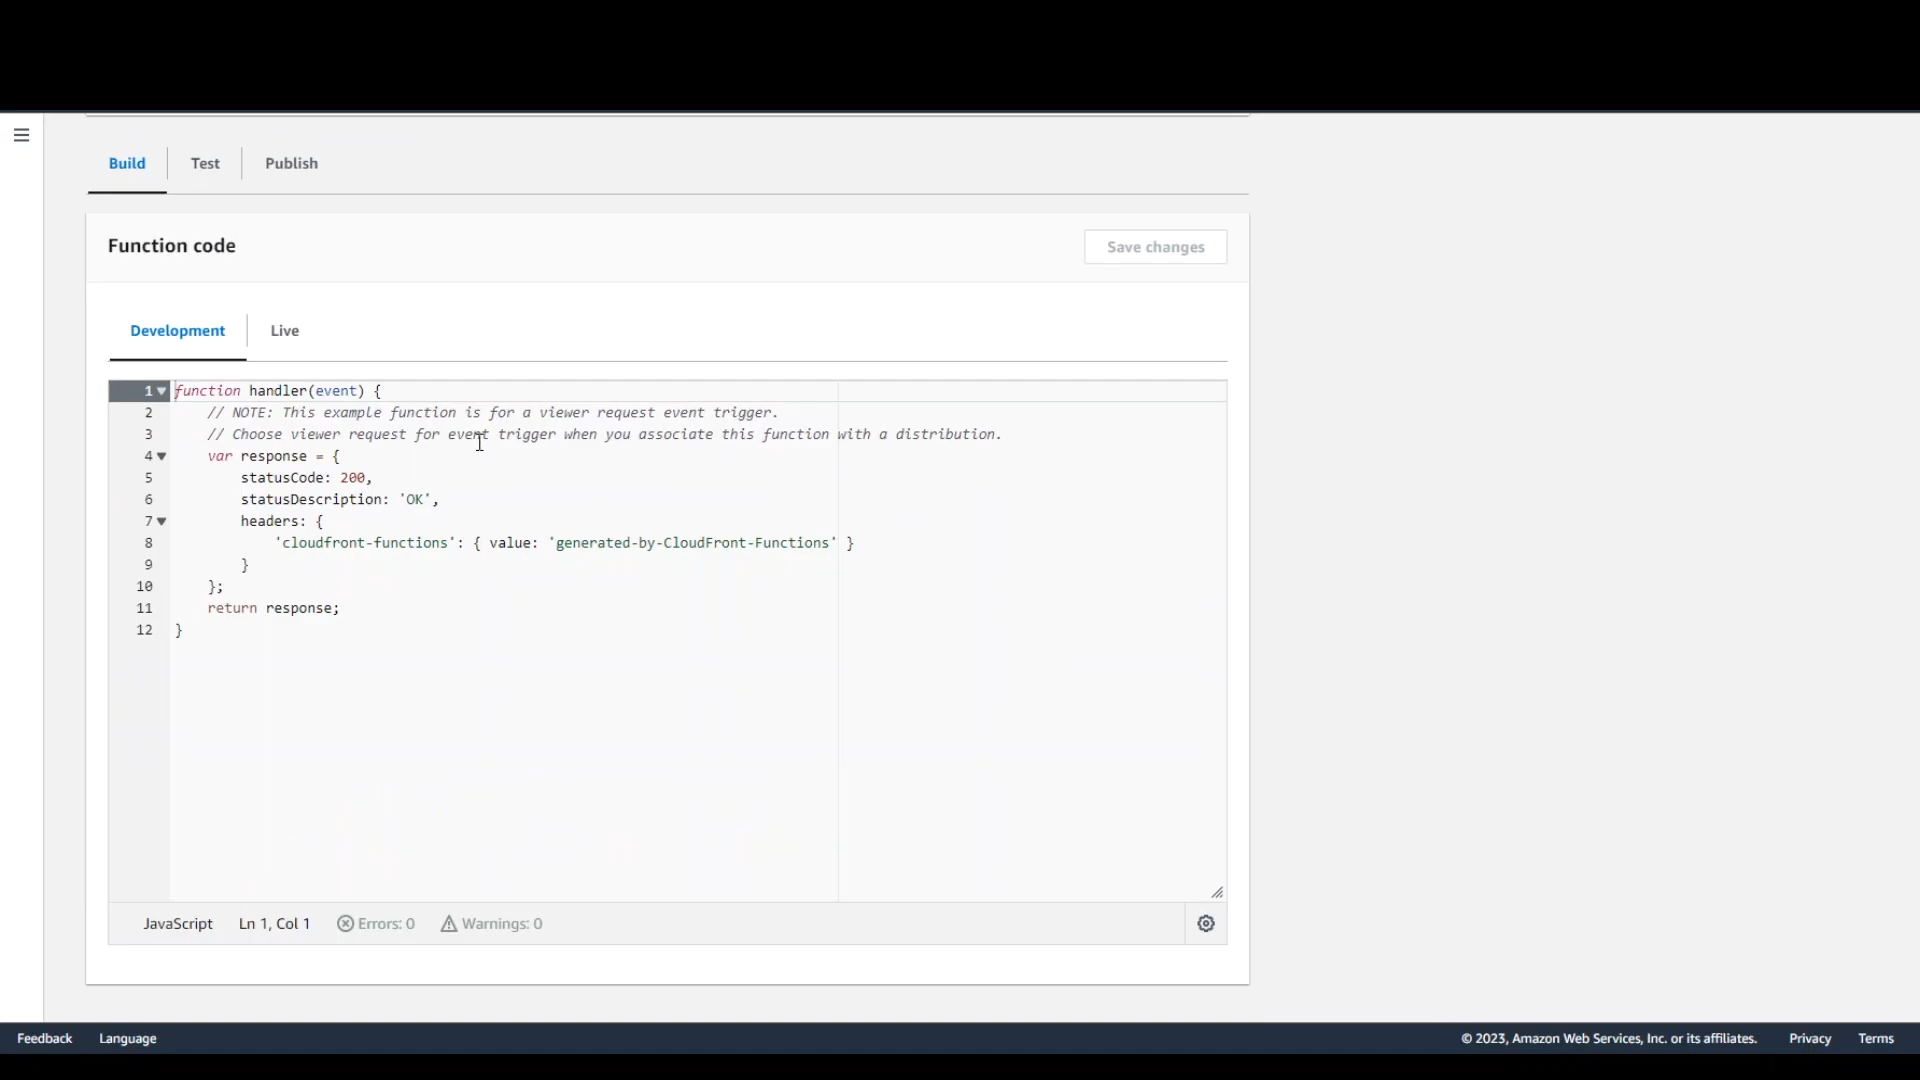 Build Test Publish
Function code Save changes
Development Live
1 function handler(event) {
2 // NOTE: This example function is for a viewer request event trigger.
3 // Choose viewer request for event trigger when you associate this function with a distribution.
4 var response = {
5 statusCode: 200,
6 statusDescription: 'OK',
7 headers: {
8 'cloudfront-functions': { value: 'generated-by-CloudFront-Functions' }
9 }
10 };
11 return response;
12 }
JavaScript Ln 1, Col 1 Errors: 0 Warnings: 0
Feedback Language © 2023, Amazon Web Services, Inc. or its affiliates. Privacy Terms